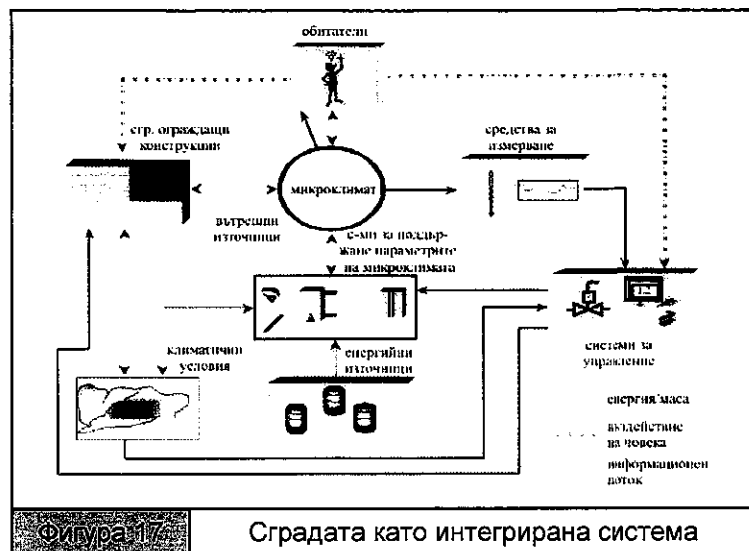 обитатели
стр. ограждащи
конструкции
средства за
измерване
микроклимат
вътрешни
източници
с-ми за поддър-
жане параметрите
на микроклимата
климатични
условия
енергийни
източници
системи за
управление
енергия/маса
въздействие
на човека
информационен
поток
Фигура 17
Сградата като интегрирана система